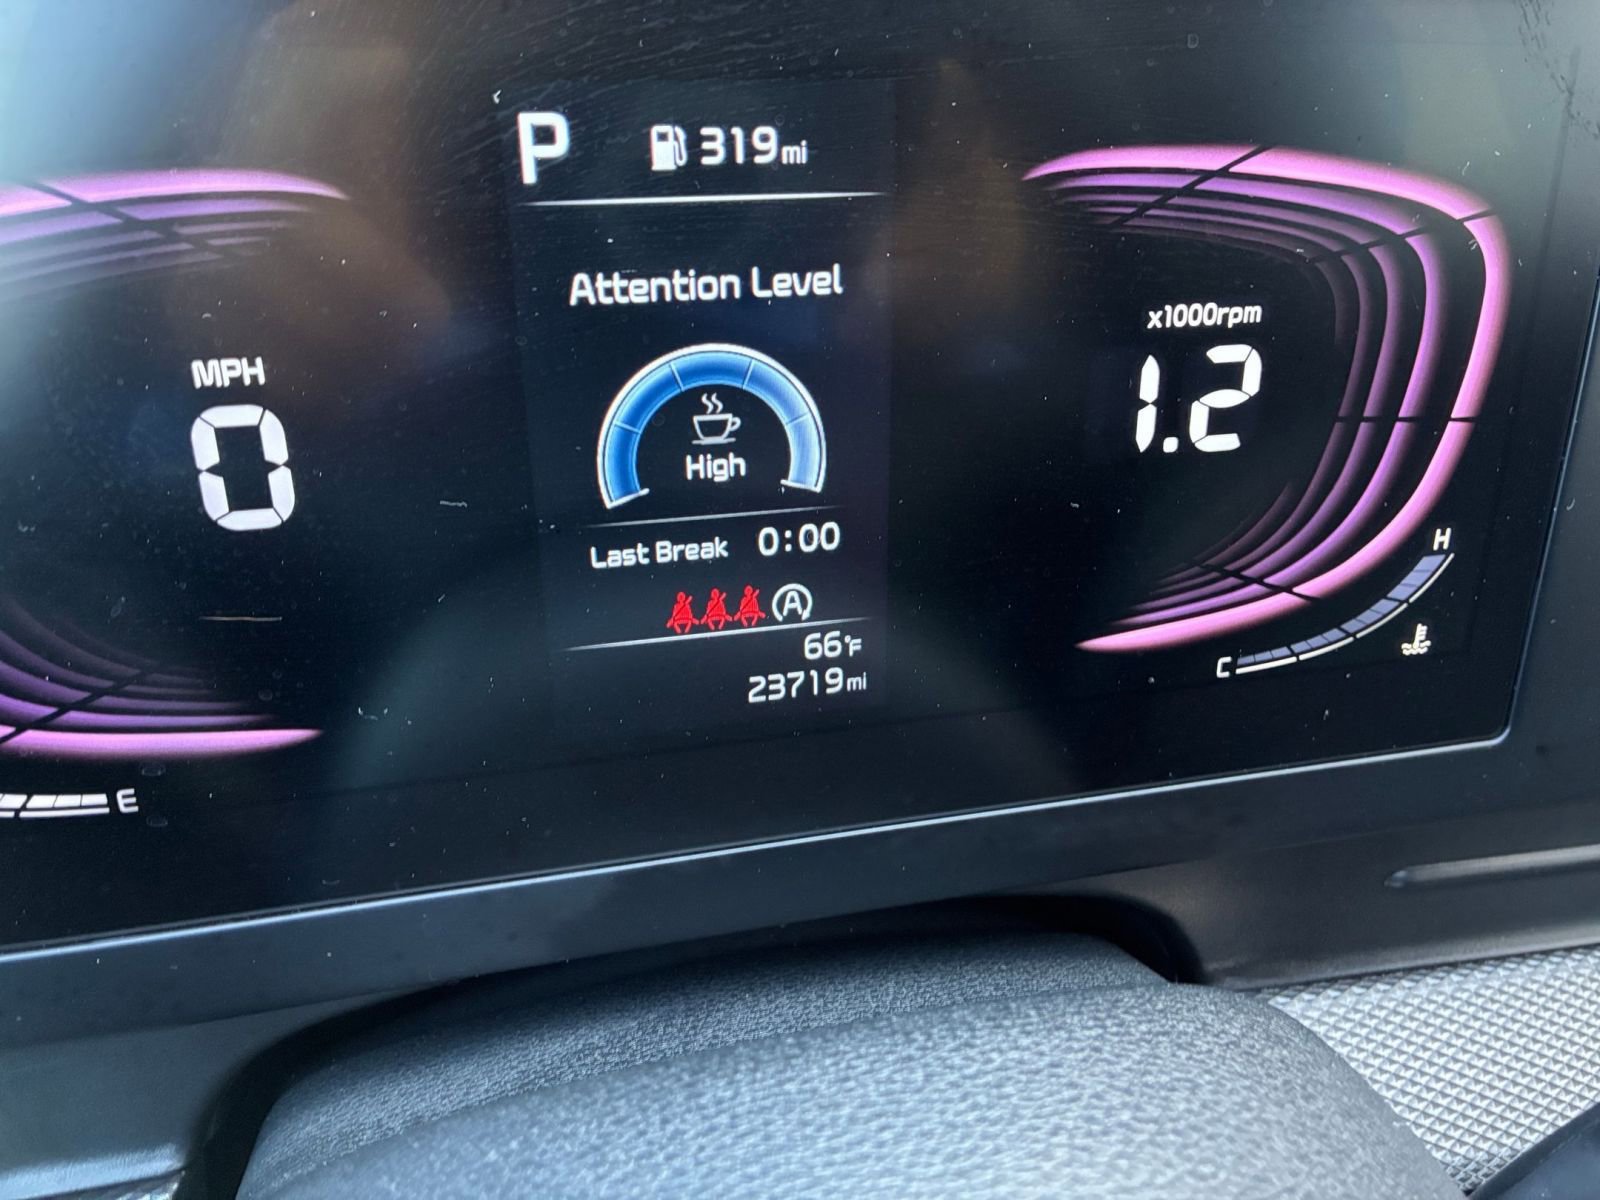 P 319mi
Attention Level
x1000rpm
MPH
1.2
0
High
Last Break 0:00
A
H
66°F
C
23719mi
E